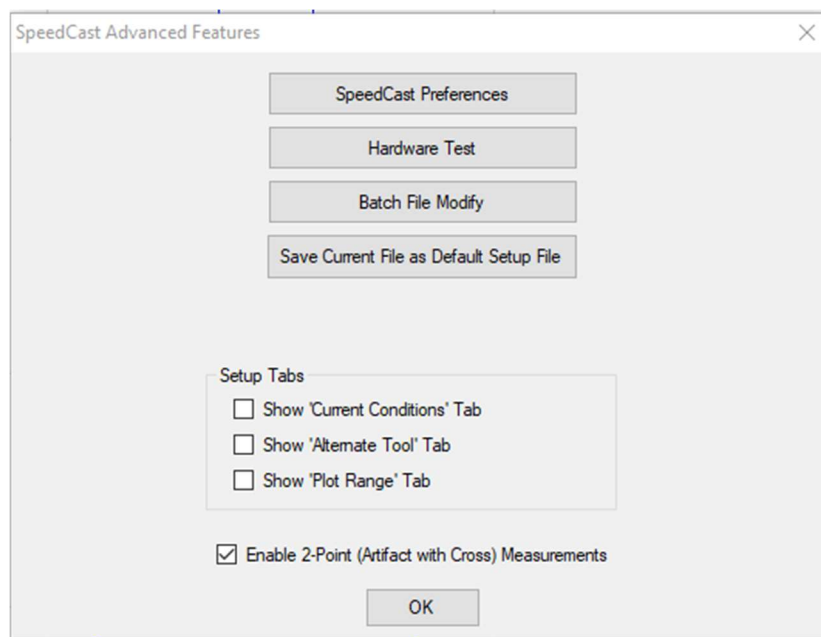 SpeedCast Advanced Features
SpeedCast Preferences
Hardware Test
Batch File Modify
Save Current File as Default Setup File
Setup Tabs
Show 'Current Conditions' Tab
Show 'Alternate Tool' Tab
Show 'Plot Range' Tab
Enable 2-Point (Artifact with Cross) Measurements
OK